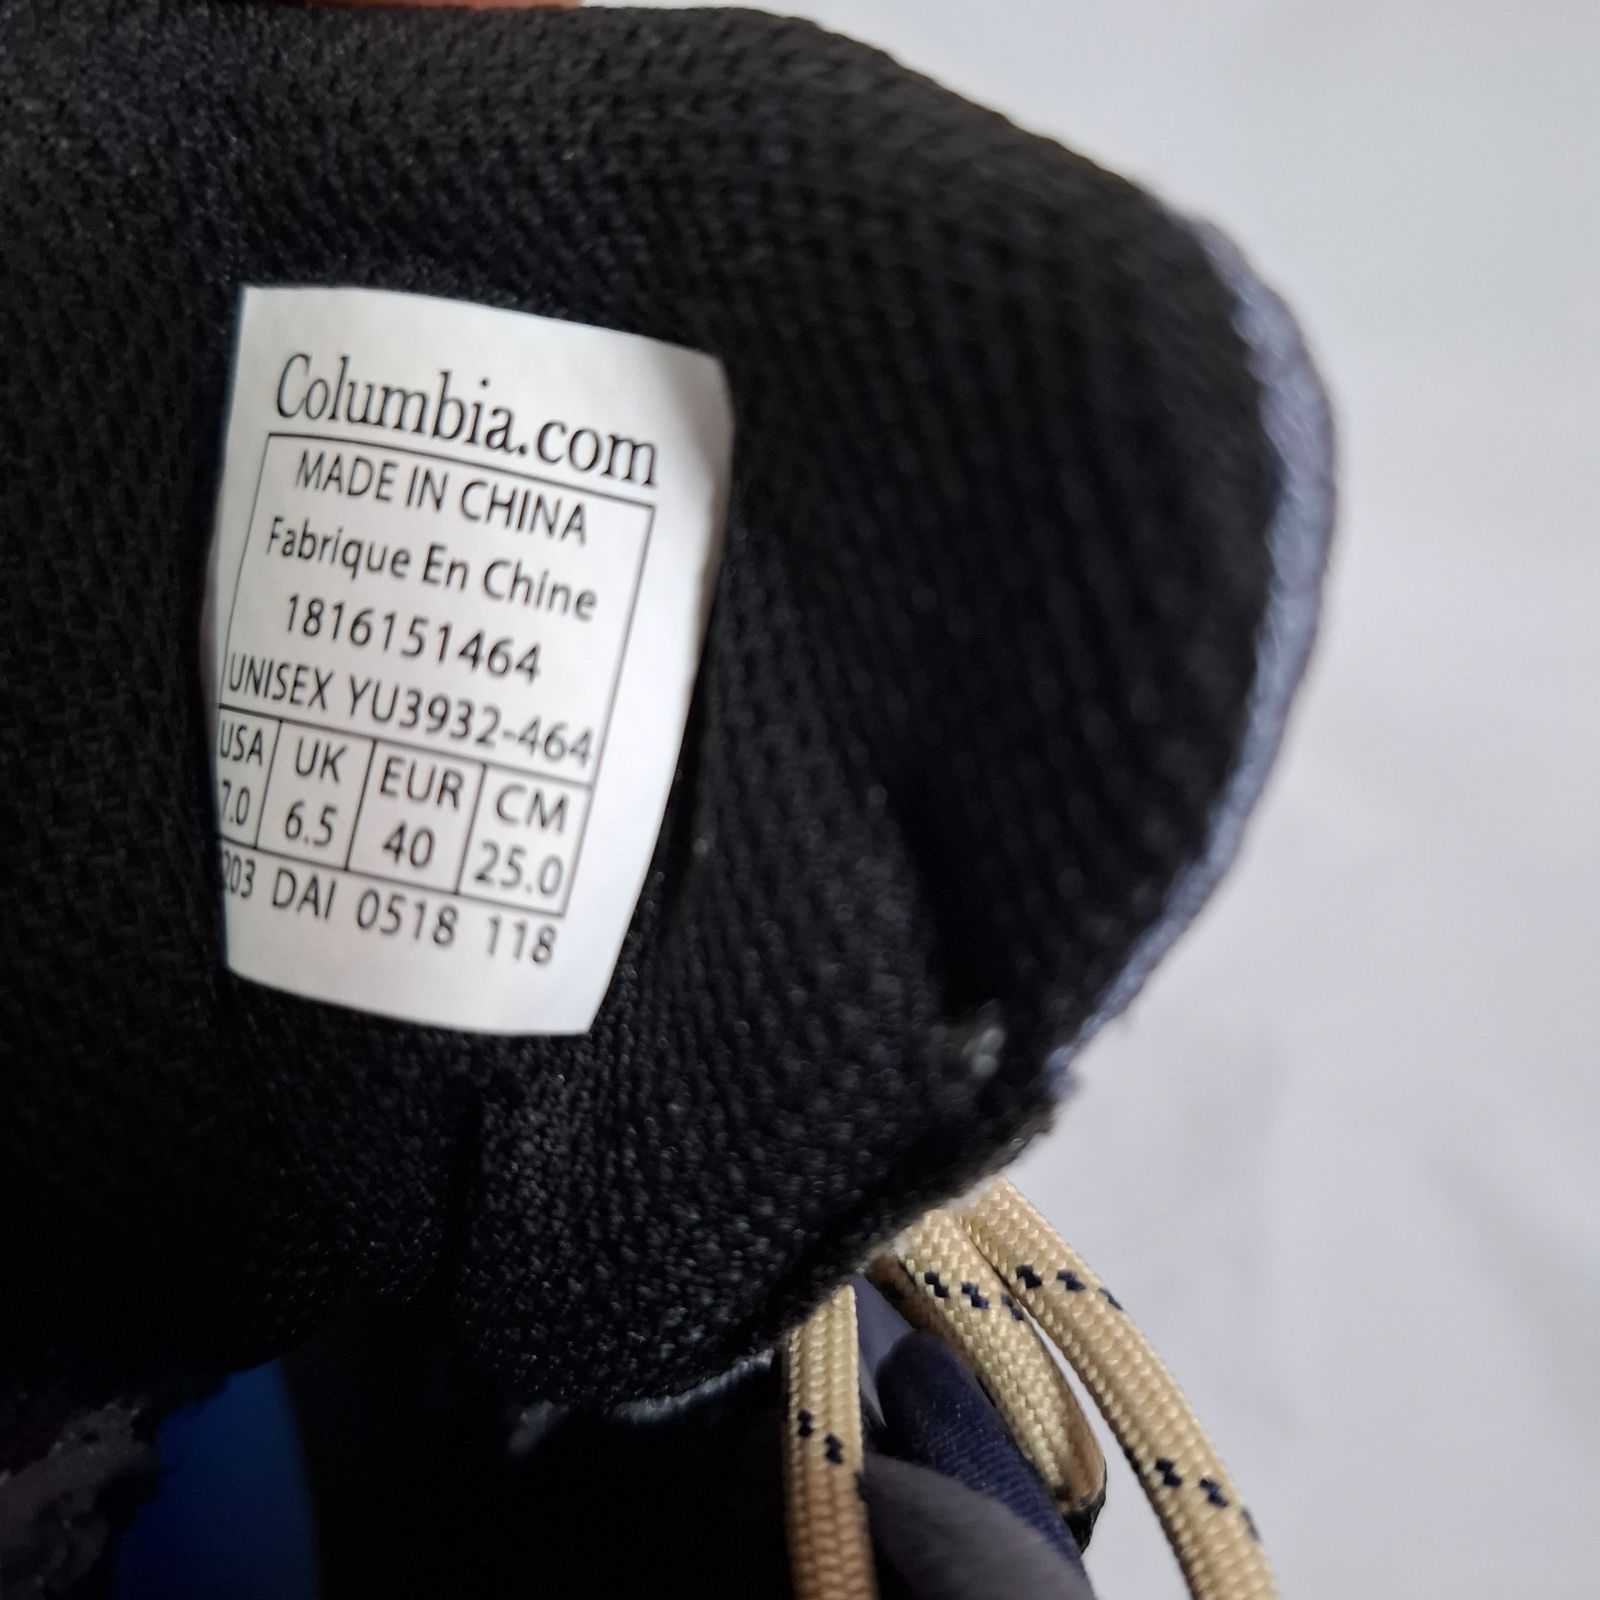 Columbia.com
MADE IN CHINA
Fabrique En Chine
1816151464
UNISEX YU3932-464
USA UK EUR CM
7.0 6.5 40 25.0
203 DAI 0518 118